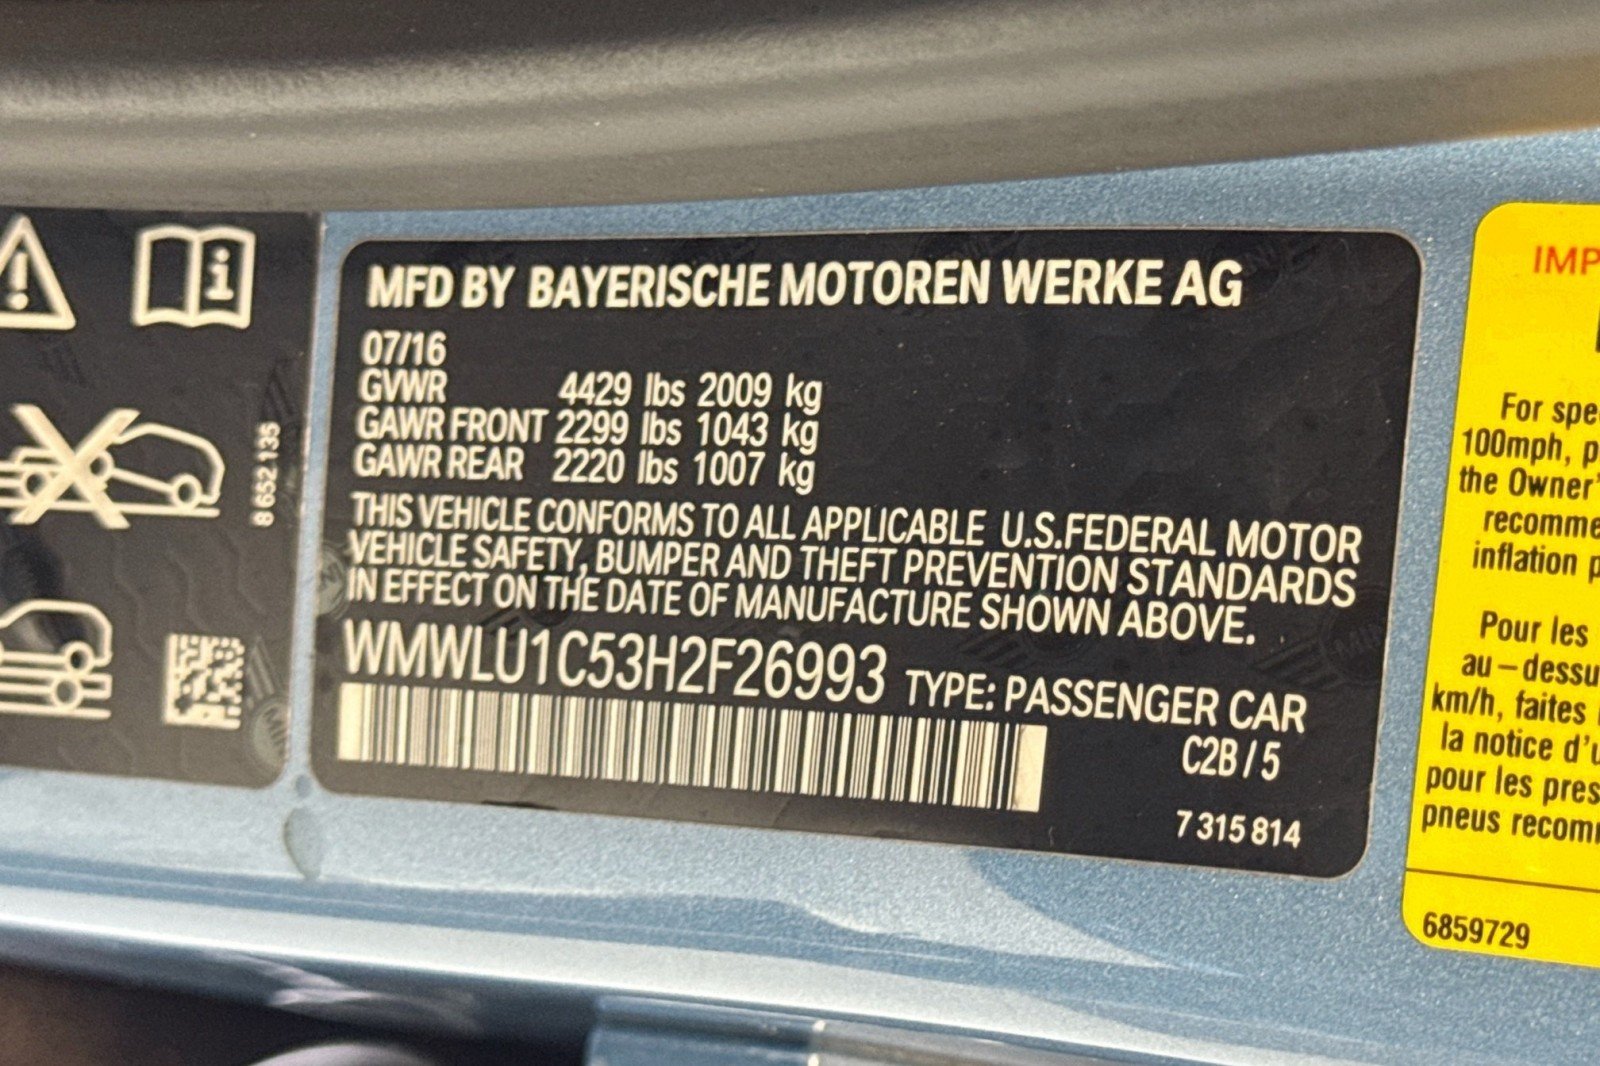 MFD BY BAYERISCHE MOTOREN WERKE AG
07/16
GVWR 4429 lbs 2009 kg
GAWR FRONT 2299 lbs 1043 kg
GAWR REAR 2220 lbs 1007 kg
THIS VEHICLE CONFORMS TO ALL APPLICABLE U.S.FEDERAL MOTOR
VEHICLE SAFETY, BUMPER AND THEFT PREVENTION STANDARDS
IN EFFECT ON THE DATE OF MANUFACTURE SHOWN ABOVE.
WMWLU1C53H2F26993 TYPE: PASSENGER CAR
C2B / 5
7 315 814
8 652 135
IMP
For spe
100mph, p
the Owner'
recomme
inflation p
Pour les
au–dessu
km/h, faites
la notice d'u
pour les pres
pneus recom
6859729